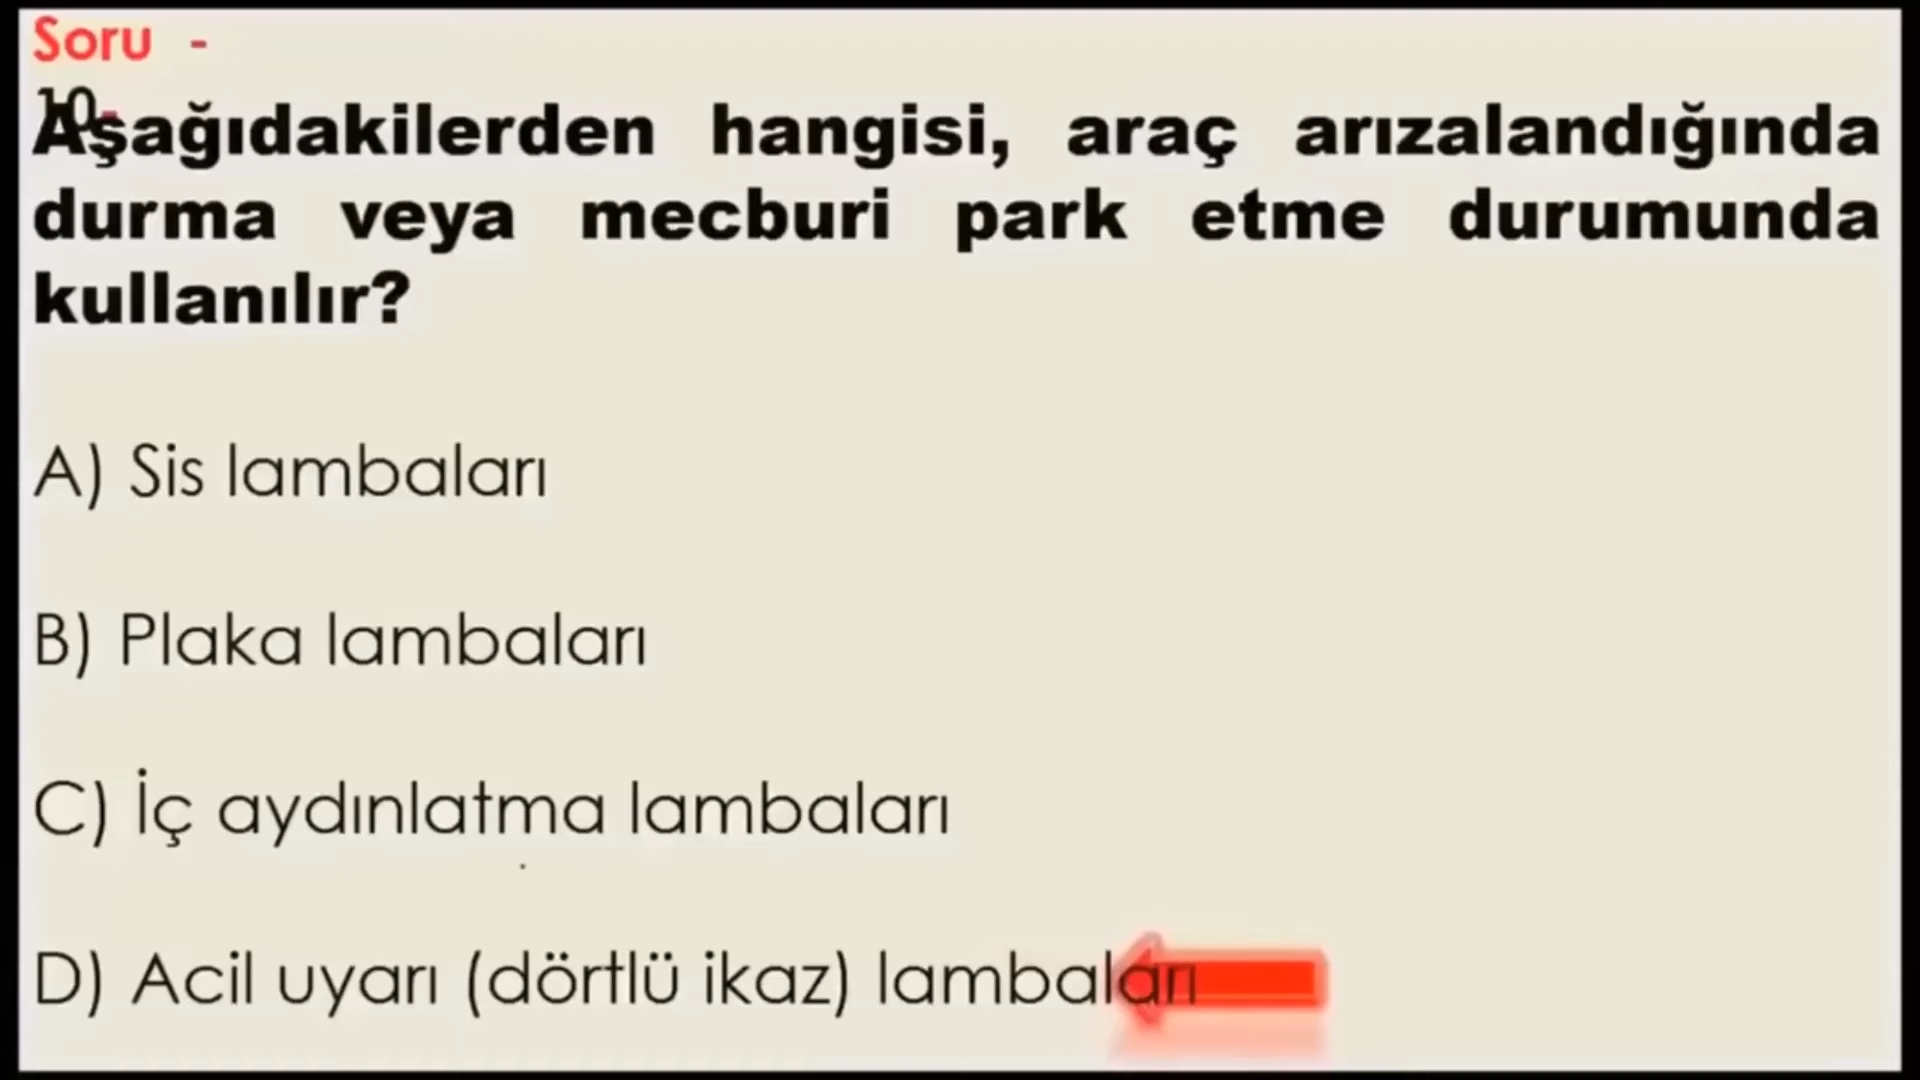 Soru -
10-
Aşağıdakilerden hangisi, araç arızalandığında
durma veya mecburi park etme durumunda
kullanılır?
A) Sis lambaları
B) Plaka lambaları
C) İç aydınlatma lambaları
D) Acil uyarı (dörtlü ikaz) lambaları